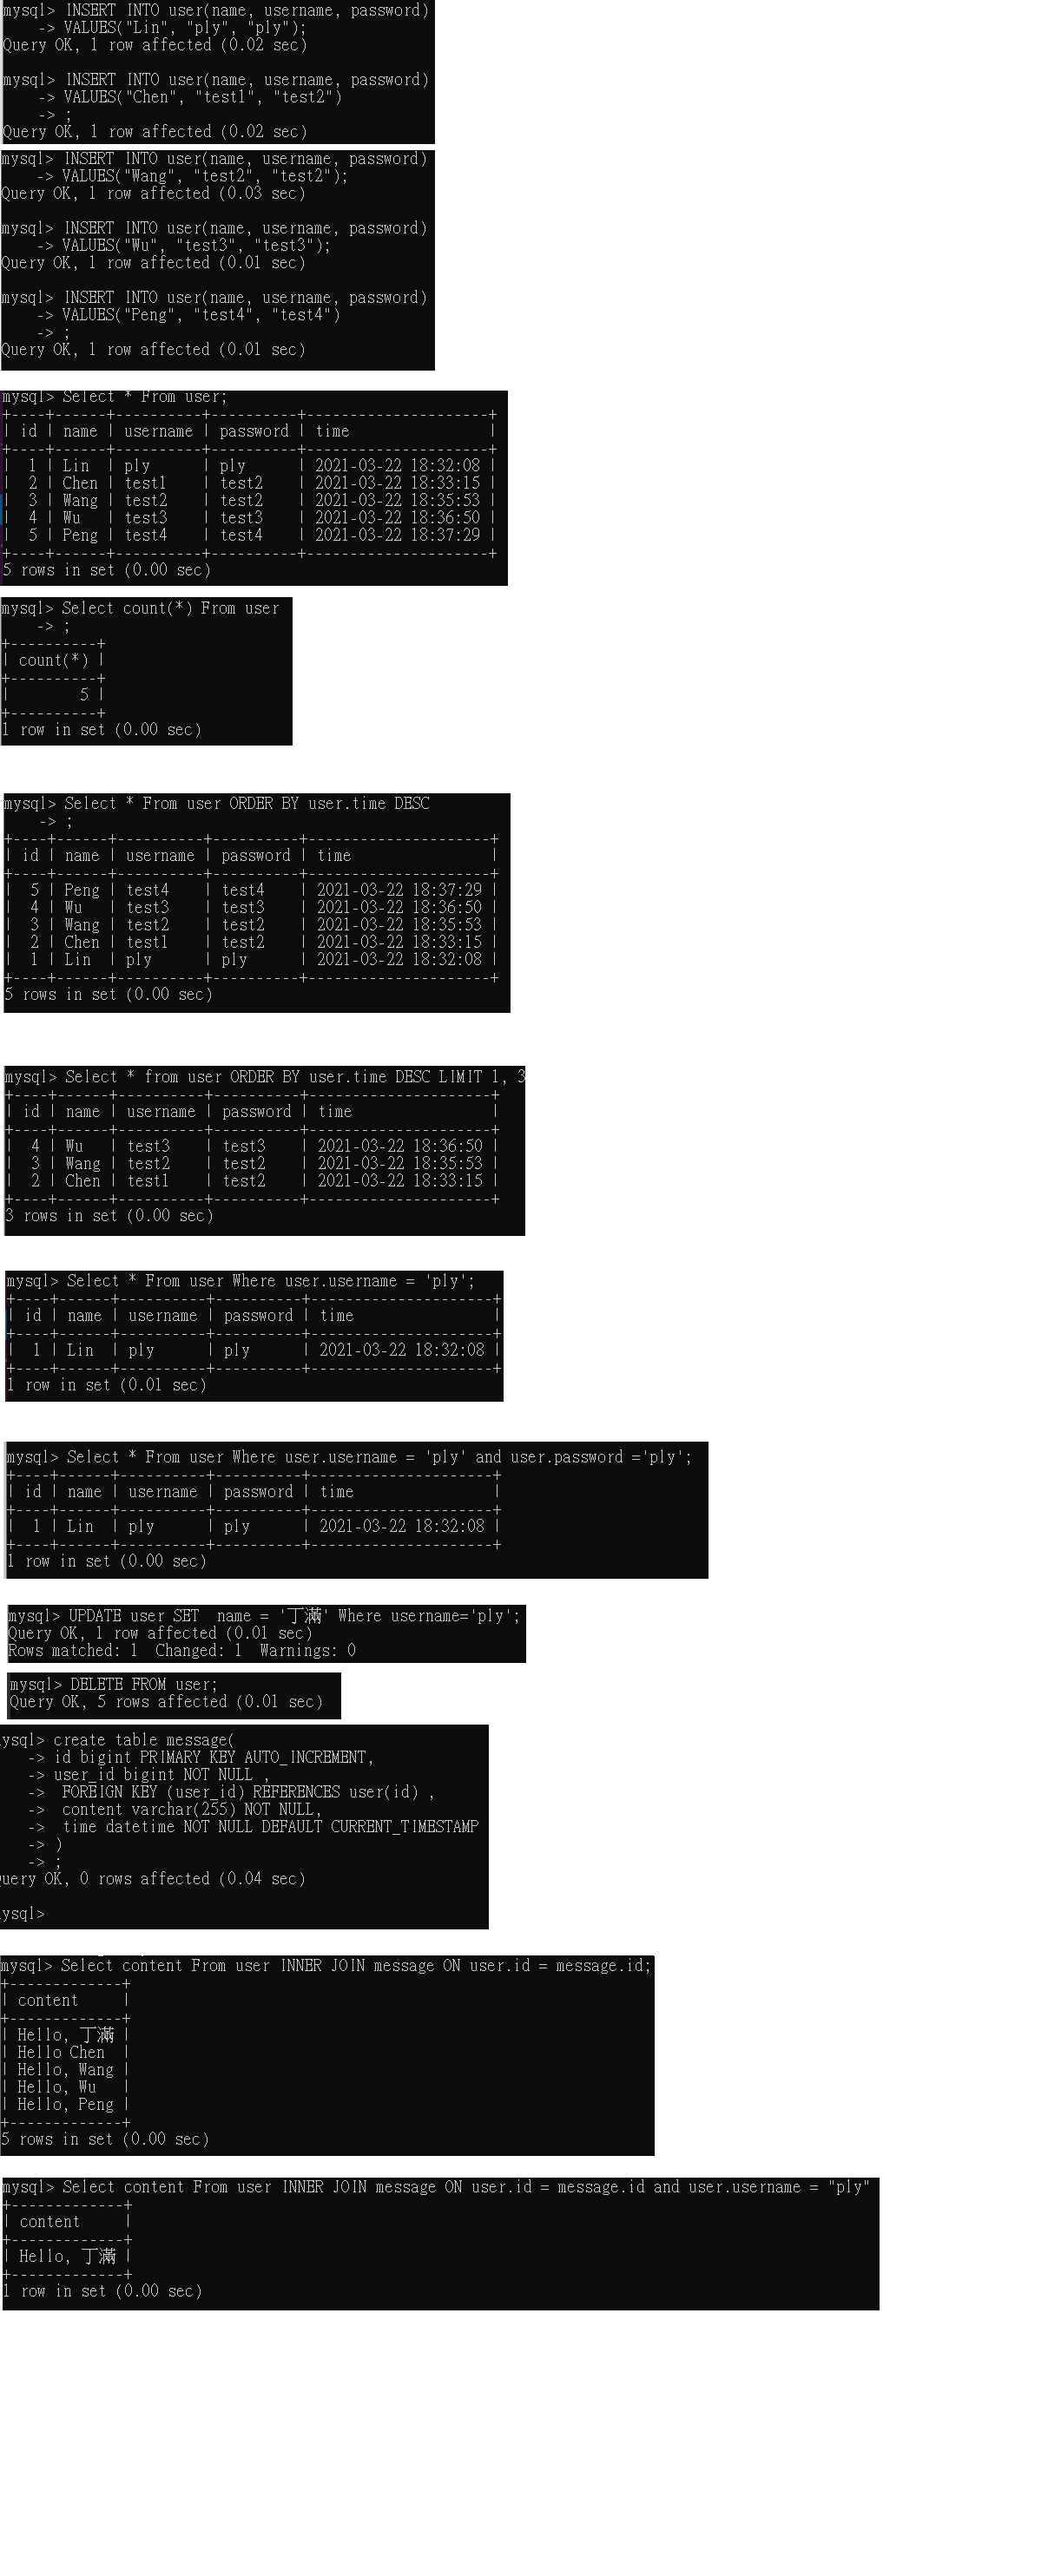 mysql> INSERT INTO user(name, username, password)
    -> VALUES("Lin", "ply", "ply");
Query OK, 1 row affected (0.02 sec)
mysql> INSERT INTO user(name, username, password)
    -> VALUES("Chen", "test1", "test2")
    -> ;
Query OK, 1 row affected (0.02 sec)
mysql> INSERT INTO user(name, username, password)
    -> VALUES("Wang", "test2", "test2");
Query OK, 1 row affected (0.03 sec)
mysql> INSERT INTO user(name, username, password)
    -> VALUES("Wu", "test3", "test3");
Query OK, 1 row affected (0.01 sec)
mysql> INSERT INTO user(name, username, password)
    -> VALUES("Peng", "test4", "test4")
    -> ;
Query OK, 1 row affected (0.01 sec)
mysql> Select * From user;
+----+------+----------+----------+---------------------+
| id | name | username | password | time                |
+----+------+----------+----------+---------------------+
|  1 | Lin  | ply      | ply      | 2021-03-22 18:32:08 |
|  2 | Chen | test1    | test2    | 2021-03-22 18:33:15 |
|  3 | Wang | test2    | test2    | 2021-03-22 18:35:53 |
|  4 | Wu   | test3    | test3    | 2021-03-22 18:36:50 |
|  5 | Peng | test4    | test4    | 2021-03-22 18:37:29 |
+----+------+----------+----------+---------------------+
5 rows in set (0.00 sec)
mysql> Select count(*) From user
    -> ;
+----------+
| count(*) |
+----------+
|        5 |
+----------+
1 row in set (0.00 sec)
mysql> Select * From user ORDER BY user.time DESC
    -> ;
+----+------+----------+----------+---------------------+
| id | name | username | password | time                |
+----+------+----------+----------+---------------------+
|  5 | Peng | test4    | test4    | 2021-03-22 18:37:29 |
|  4 | Wu   | test3    | test3    | 2021-03-22 18:36:50 |
|  3 | Wang | test2    | test2    | 2021-03-22 18:35:53 |
|  2 | Chen | test1    | test2    | 2021-03-22 18:33:15 |
|  1 | Lin  | ply      | ply      | 2021-03-22 18:32:08 |
+----+------+----------+----------+---------------------+
5 rows in set (0.00 sec)
mysql> Select * from user ORDER BY user.time DESC LIMIT 1, 3
+----+------+----------+----------+---------------------+
| id | name | username | password | time                |
+----+------+----------+----------+---------------------+
|  4 | Wu   | test3    | test3    | 2021-03-22 18:36:50 |
|  3 | Wang | test2    | test2    | 2021-03-22 18:35:53 |
|  2 | Chen | test1    | test2    | 2021-03-22 18:33:15 |
+----+------+----------+----------+---------------------+
3 rows in set (0.00 sec)
mysql> Select * From user Where user.username = 'ply';
+----+------+----------+----------+---------------------+
| id | name | username | password | time                |
+----+------+----------+----------+---------------------+
|  1 | Lin  | ply      | ply      | 2021-03-22 18:32:08 |
+----+------+----------+----------+---------------------+
1 row in set (0.01 sec)
mysql> Select * From user Where user.username = 'ply' and user.password ='ply';
+----+------+----------+----------+---------------------+
| id | name | username | password | time                |
+----+------+----------+----------+---------------------+
|  1 | Lin  | ply      | ply      | 2021-03-22 18:32:08 |
+----+------+----------+----------+---------------------+
1 row in set (0.00 sec)
mysql> UPDATE user SET  name = '丁滿' Where username='ply';
Query OK, 1 row affected (0.01 sec)
Rows matched: 1  Changed: 1  Warnings: 0
mysql> DELETE FROM user;
Query OK, 5 rows affected (0.01 sec)
ysql> create table message(
    -> id bigint PRIMARY KEY AUTO_INCREMENT,
    -> user_id bigint NOT NULL ,
    ->  FOREIGN KEY (user_id) REFERENCES user(id) ,
    ->  content varchar(255) NOT NULL,
    ->  time datetime NOT NULL DEFAULT CURRENT_TIMESTAMP
    -> )
    -> ;
Query OK, 0 rows affected (0.04 sec)
ysql>
mysql> Select content From user INNER JOIN message ON user.id = message.id;
+-------------+
| content     |
+-------------+
| Hello, 丁滿 |
| Hello Chen  |
| Hello, Wang |
| Hello, Wu   |
| Hello, Peng |
+-------------+
5 rows in set (0.00 sec)
mysql> Select content From user INNER JOIN message ON user.id = message.id and user.username = "ply"
+-------------+
| content     |
+-------------+
| Hello, 丁滿 |
+-------------+
1 row in set (0.00 sec)